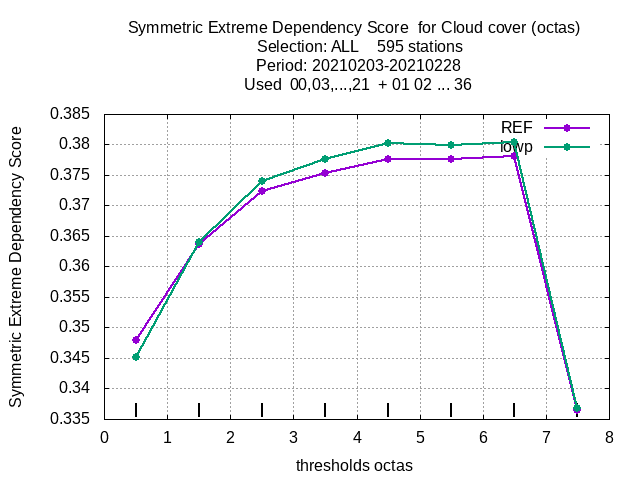 Symmetric Extreme Dependency Score  for Cloud cover (octas)
Selection: ALL    595 stations
Period: 20210203-20210228
Used  00,03,...,21  + 01 02 ... 36
Symmetric Extreme Dependency Score
0.385
0.38
0.375
0.37
0.365
0.36
0.355
0.35
0.345
0.34
0.335
REF
lowp
0 1 2 3 4 5 6 7 8
thresholds octas